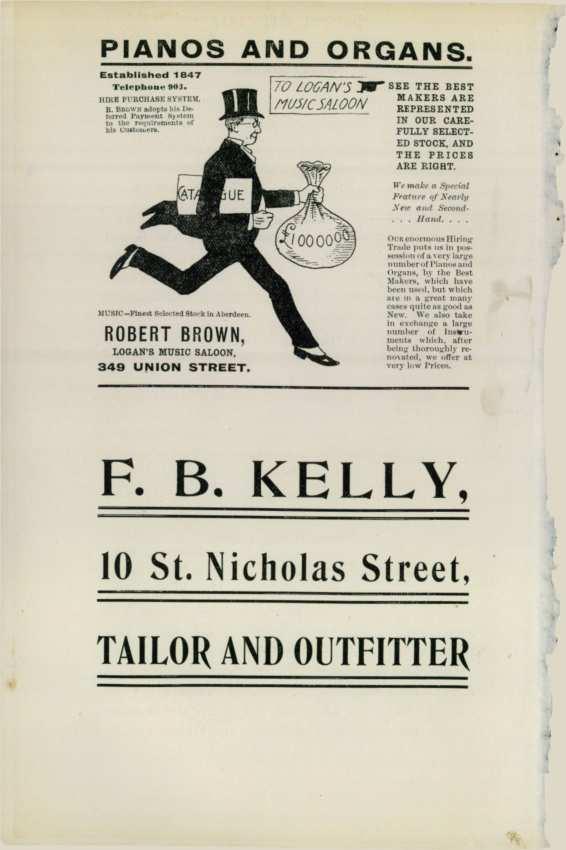 PIANOS AND ORGANS.
Established 1847
Telephone 903.
HIRE PURCHASE SYSTEM.
R. BROWN adopts his De-
ferred Payment System
to the requirements of
his Customers.
TO LOGAN'S
MUSIC SALOON
CATALOGUE
1000000
SEE THE BEST
MAKERS ARE
REPRESENTED
IN OUR CARE-
FULLY SELECT-
ED STOCK, AND
THE PRICES
ARE RIGHT.
We make a Special
Feature of Nearly
New and Second-
. . . Hand. . . .
OUR enormous Hiring
Trade puts us in pos-
session of a very large
number of Pianos and
Organs, by the Best
Makers, which have
been used, but which
are in a great many
cases quite as good as
New. We also take
in exchange a large
number of Instru-
ments which, after
being thoroughly re-
novated, we offer at
very low Prices.
MUSIC—Finest Selected Stock in Aberdeen.
ROBERT BROWN,
LOGAN'S MUSIC SALOON,
349 UNION STREET.
F. B. KELLY,
10 St. Nicholas Street,
TAILOR AND OUTFITTER